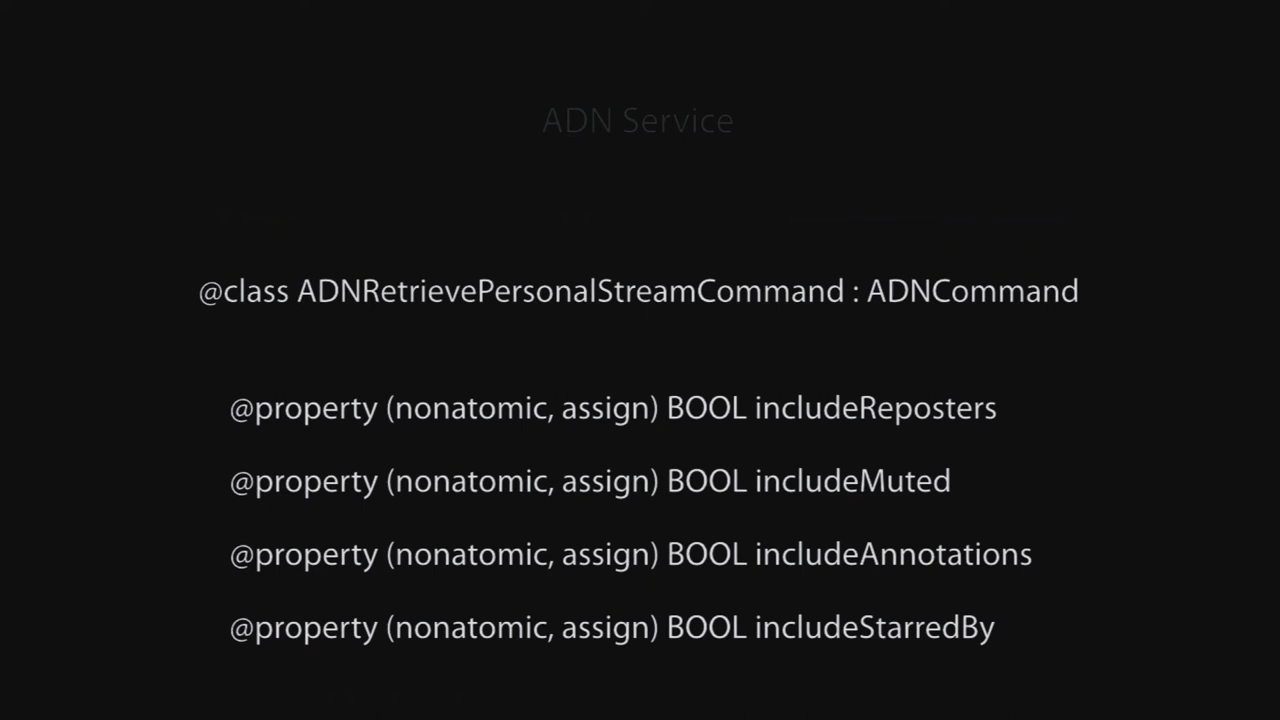 ADN Service
@class ADNRetrievePersonalStreamCommand : ADNCommand
@property (nonatomic, assign) BOOL includeReposters
@property (nonatomic, assign) BOOL includeMuted
@property (nonatomic, assign) BOOL includeAnnotations
@property (nonatomic, assign) BOOL includeStarredBy